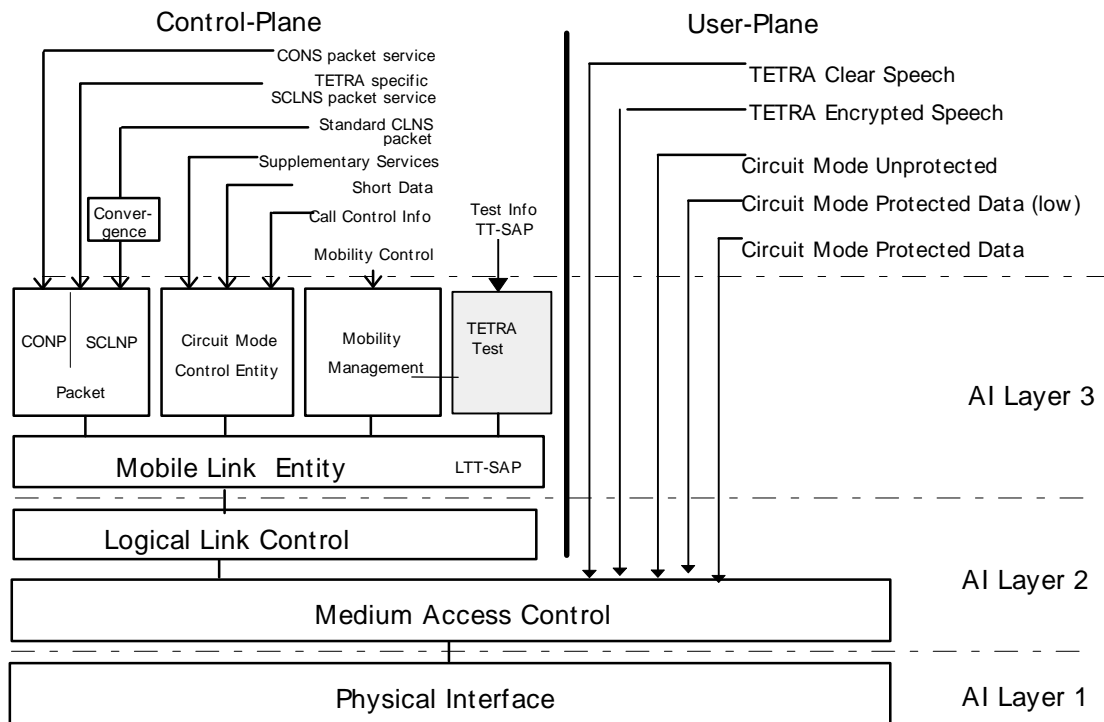 Control-Plane
User-Plane
CONS packet service
TETRA specific
SCLNS packet service
Standard CLNS
packet
Supplementary Services
Short Data
Call Control Info
Mobility Control
Conver-
gence
Test Info
TT-SAP
TETRA Clear Speech
TETRA Encrypted Speech
Circuit Mode Unprotected
Circuit Mode Protected Data (low)
Circuit Mode Protected Data
CONP
SCLNP
Packet
Circuit Mode
Control Entity
Mobility
Management
TETRA
Test
AI Layer 3
Mobile Link Entity
LTT-SAP
Logical Link Control
AI Layer 2
Medium Access Control
Physical Interface
AI Layer 1